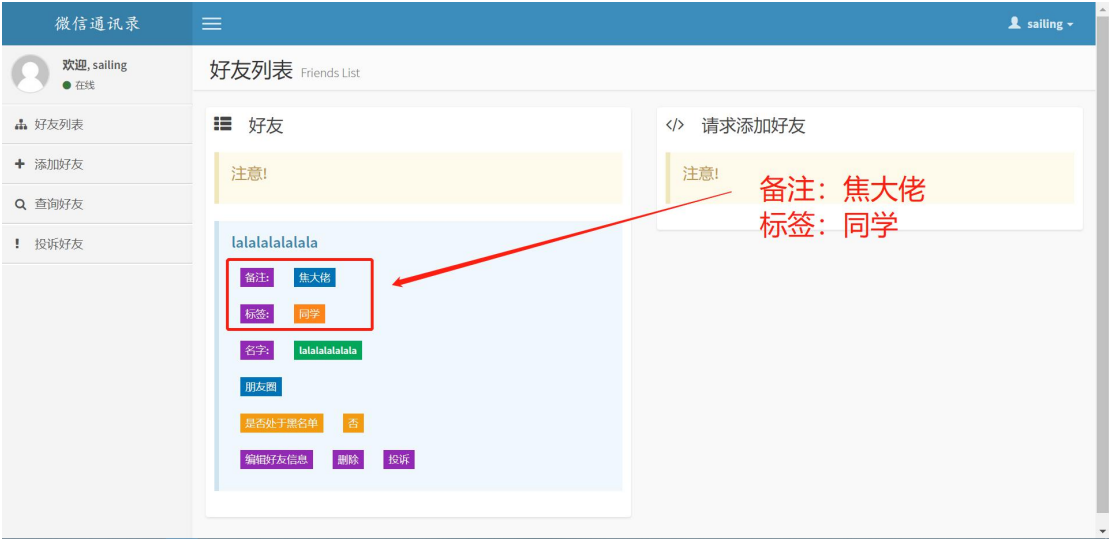 微信通讯录
sailing
欢迎, sailing
在线
好友列表 Friends List
好友列表
添加好友
查询好友
投诉好友
好友
注意!
lalalalalalala
备注: 焦大佬
标签: 同学
名字: lalalalalalala
朋友圈
是否处于黑名单 否
编辑好友信息 删除 投诉
请求添加好友
注意!
备注：焦大佬
标签：同学